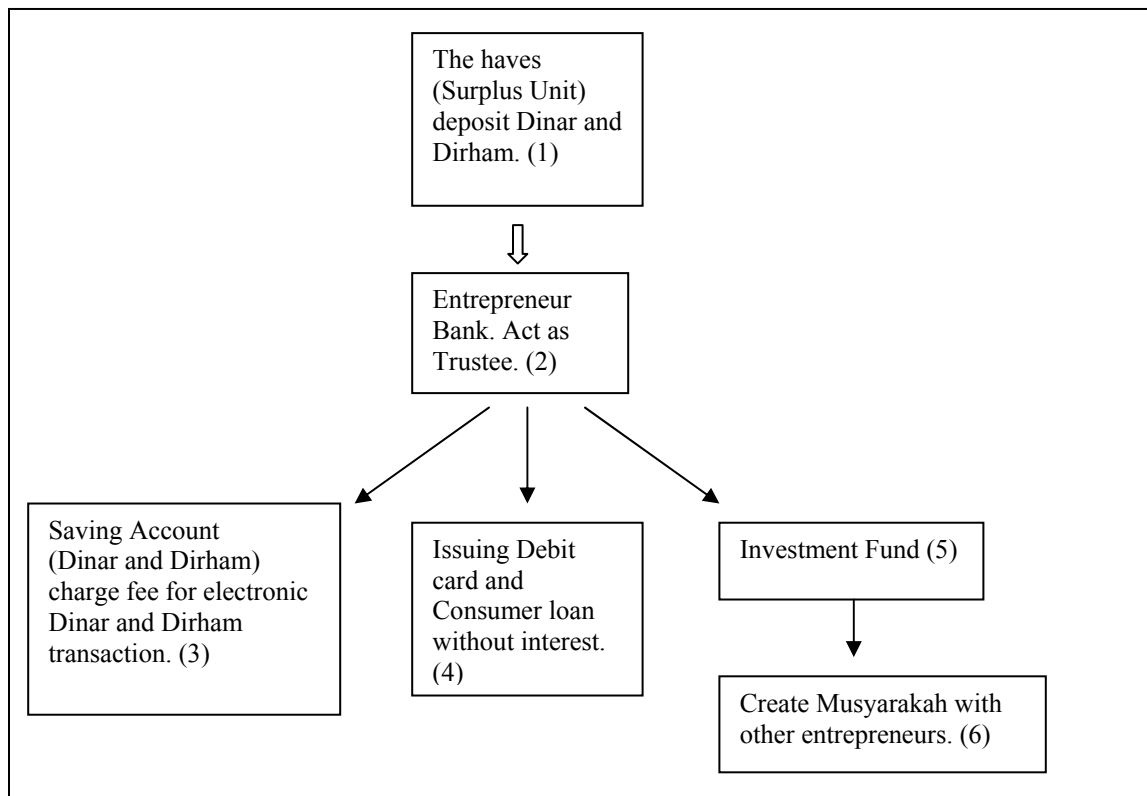 The haves
(Surplus Unit)
deposit Dinar and
Dirham. (1)
Entrepreneur
Bank. Act as
Trustee. (2)
Saving Account
(Dinar and Dirham)
charge fee for electronic
Dinar and Dirham
transaction. (3)
Issuing Debit
card and
Consumer loan
without interest.
(4)
Investment Fund (5)
Create Musyarakah with
other entrepreneurs. (6)